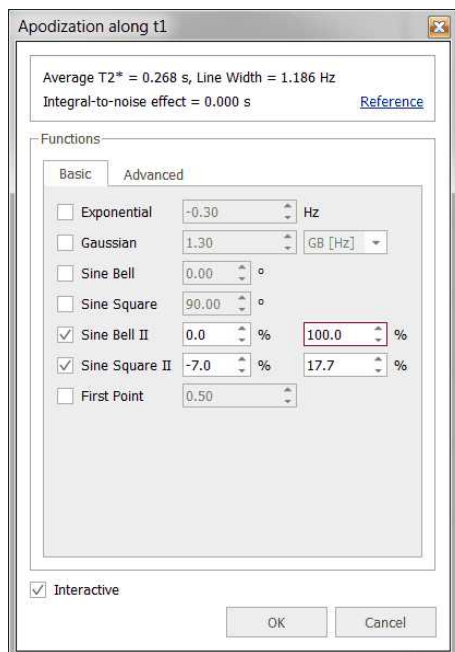 Apodization along t1
Average T2* = 0.268 s, Line Width = 1.186 Hz
Integral-to-noise effect = 0.000 s Reference
Functions
Basic Advanced
Exponential -0.30 Hz
Gaussian 1.30 GB [Hz]
Sine Bell 0.00 °
Sine Square 90.00 °
Sine Bell II 0.0 % 100.0 %
Sine Square II -7.0 % 17.7 %
First Point 0.50
Interactive
OK Cancel